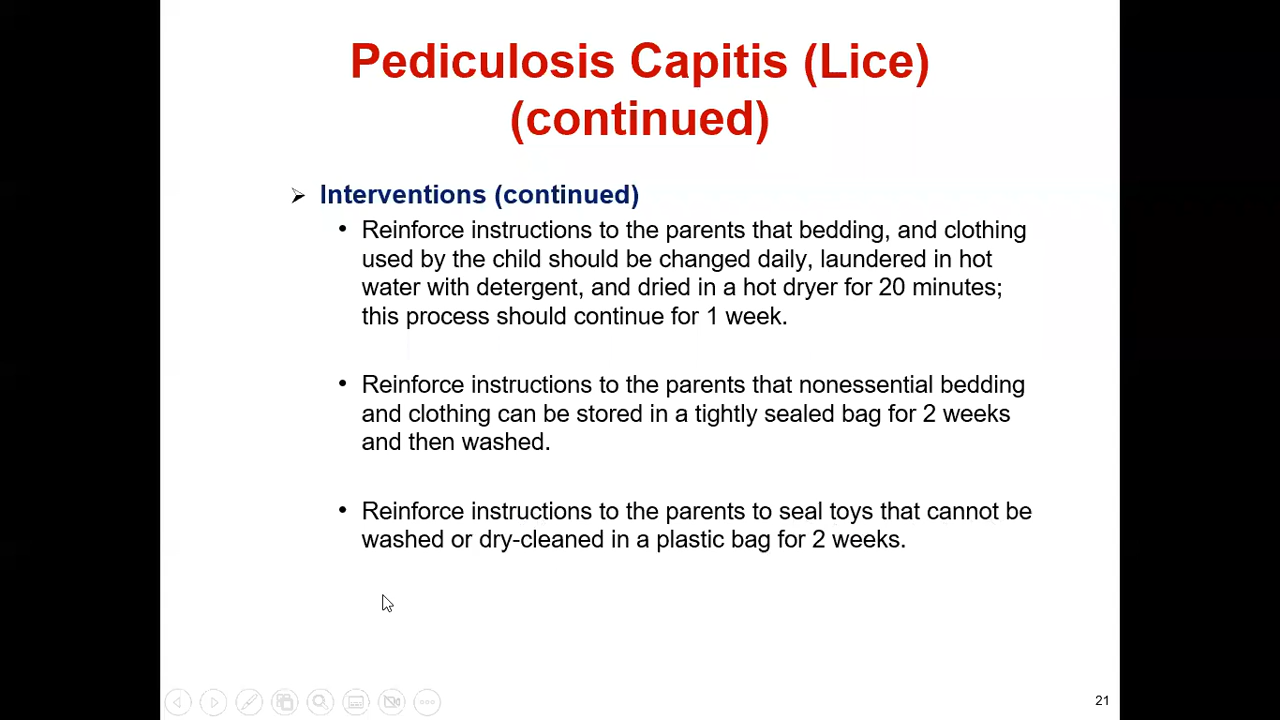 Pediculosis Capitis (Lice)
(continued)
➢ Interventions (continued)
• Reinforce instructions to the parents that bedding, and clothing
used by the child should be changed daily, laundered in hot
water with detergent, and dried in a hot dryer for 20 minutes;
this process should continue for 1 week.
• Reinforce instructions to the parents that nonessential bedding
and clothing can be stored in a tightly sealed bag for 2 weeks
and then washed.
• Reinforce instructions to the parents to seal toys that cannot be
washed or dry-cleaned in a plastic bag for 2 weeks.
21